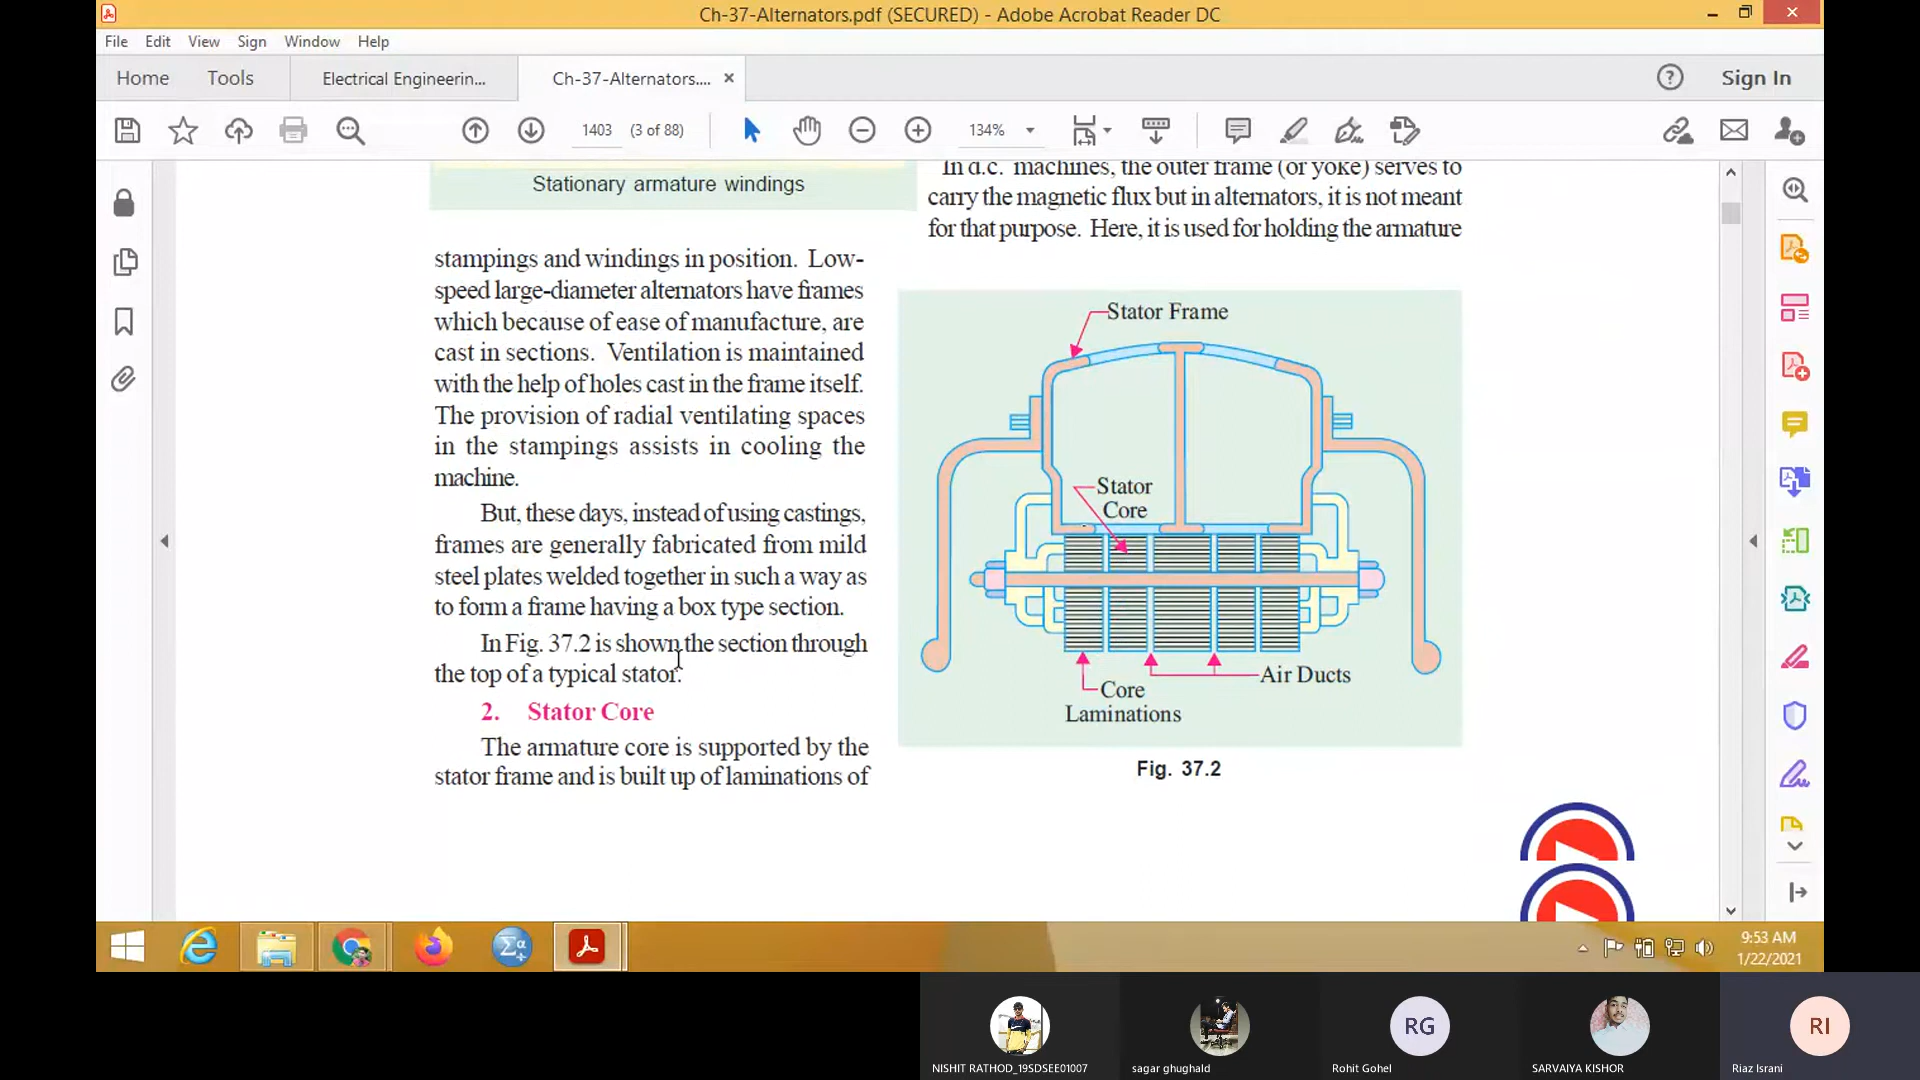 Ch-37-Alternators.pdf (SECURED) - Adobe Acrobat Reader DC
File Edit View Sign Window Help
Home Tools Electrical Engineerin... Ch-37-Alternators.... Sign In
1403 (3 of 88) 134%
Stationary armature windings
In d.c. machines, the outer frame (or yoke) serves to
carry the magnetic flux but in alternators, it is not meant
for that purpose. Here, it is used for holding the armature
stampings and windings in position. Low-
speed large-diameter alternators have frames
which because of ease of manufacture, are
cast in sections. Ventilation is maintained
with the help of holes cast in the frame itself.
The provision of radial ventilating spaces
in the stampings assists in cooling the
machine.
But, these days, instead of using castings,
frames are generally fabricated from mild
steel plates welded together in such a way as
to form a frame having a box type section.
In Fig. 37.2 is shown the section through
the top of a typical stator.
2. Stator Core
The armature core is supported by the
stator frame and is built up of laminations of
Stator Frame
Stator
Core
Air Ducts
Core
Laminations
Fig. 37.2
9:53 AM
1/22/2021
NISHIT RATHOD_19SDSEE01007
sagar ghughald
RG
Rohit Gohel
SARVAIYA KISHOR
RI
Riaz Israni